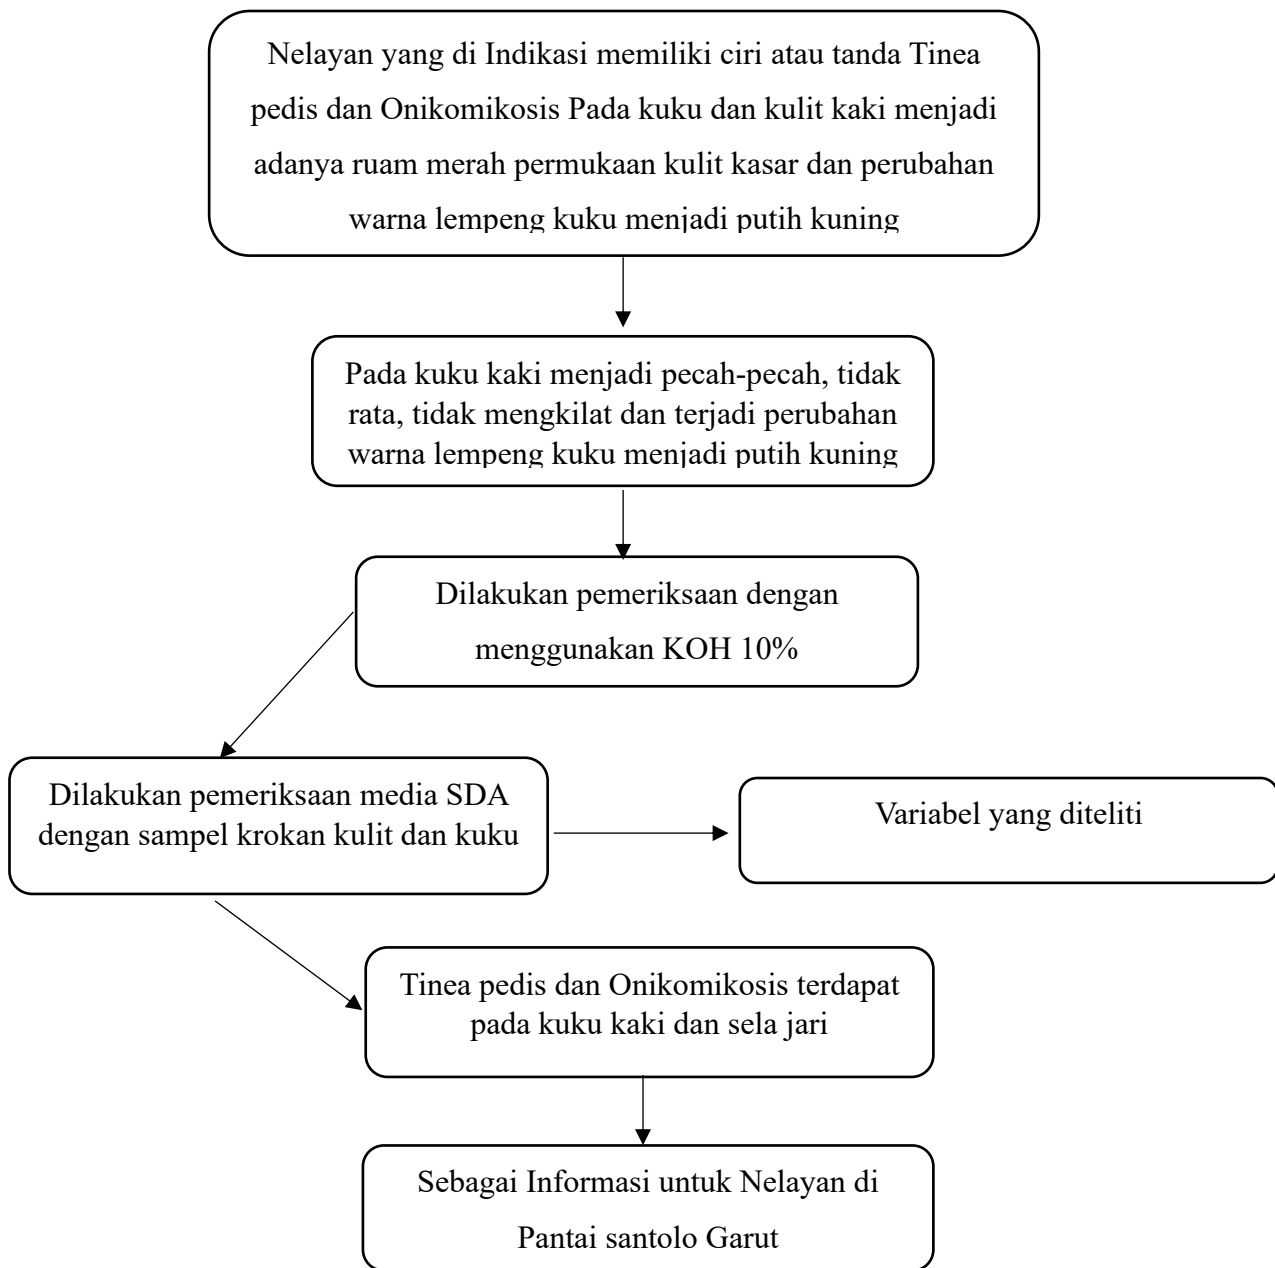 Nelayan yang di Indikasi memiliki ciri atau tanda Tinea
pedis dan Onikomikosis Pada kuku dan kulit kaki menjadi
adanya ruam merah permukaan kulit kasar dan perubahan
warna lempeng kuku menjadi putih kuning
Pada kuku kaki menjadi pecah-pecah, tidak
rata, tidak mengkilat dan terjadi perubahan
warna lempeng kuku menjadi putih kuning
Dilakukan pemeriksaan dengan
menggunakan KOH 10%
Dilakukan pemeriksaan media SDA
dengan sampel krokan kulit dan kuku
Variabel yang diteliti
Tinea pedis dan Onikomikosis terdapat
pada kuku kaki dan sela jari
Sebagai Informasi untuk Nelayan di
Pantai santolo Garut